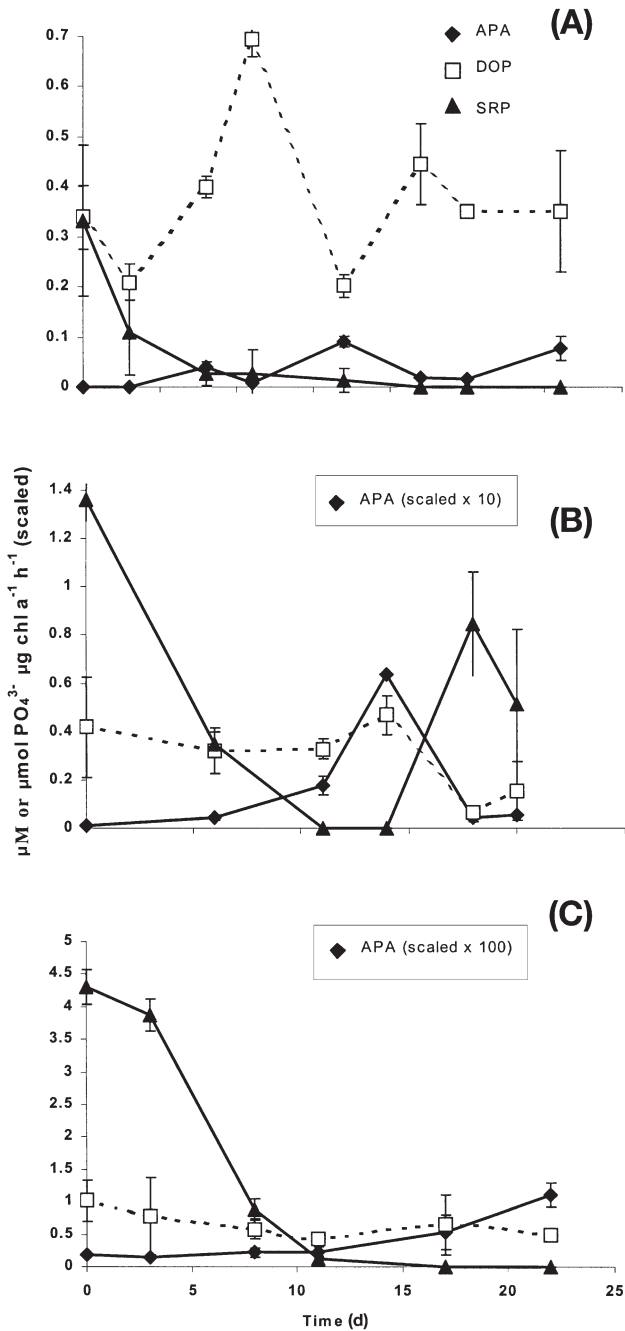 (A)
APA
DOP
SRP
0.7
0.6
0.5
0.4
0.3
0.2
0.1
0
µM or µmol PO₄³⁻ µg chl a⁻¹ h⁻¹ (scaled)
APA (scaled x 10)
(B)
1.4
1.2
1
0.8
0.6
0.4
0.2
0
(C)
APA (scaled x 100)
5
4.5
4
3.5
3
2.5
2
1.5
1
0.5
0
0 5 10 15 20 25
Time (d)